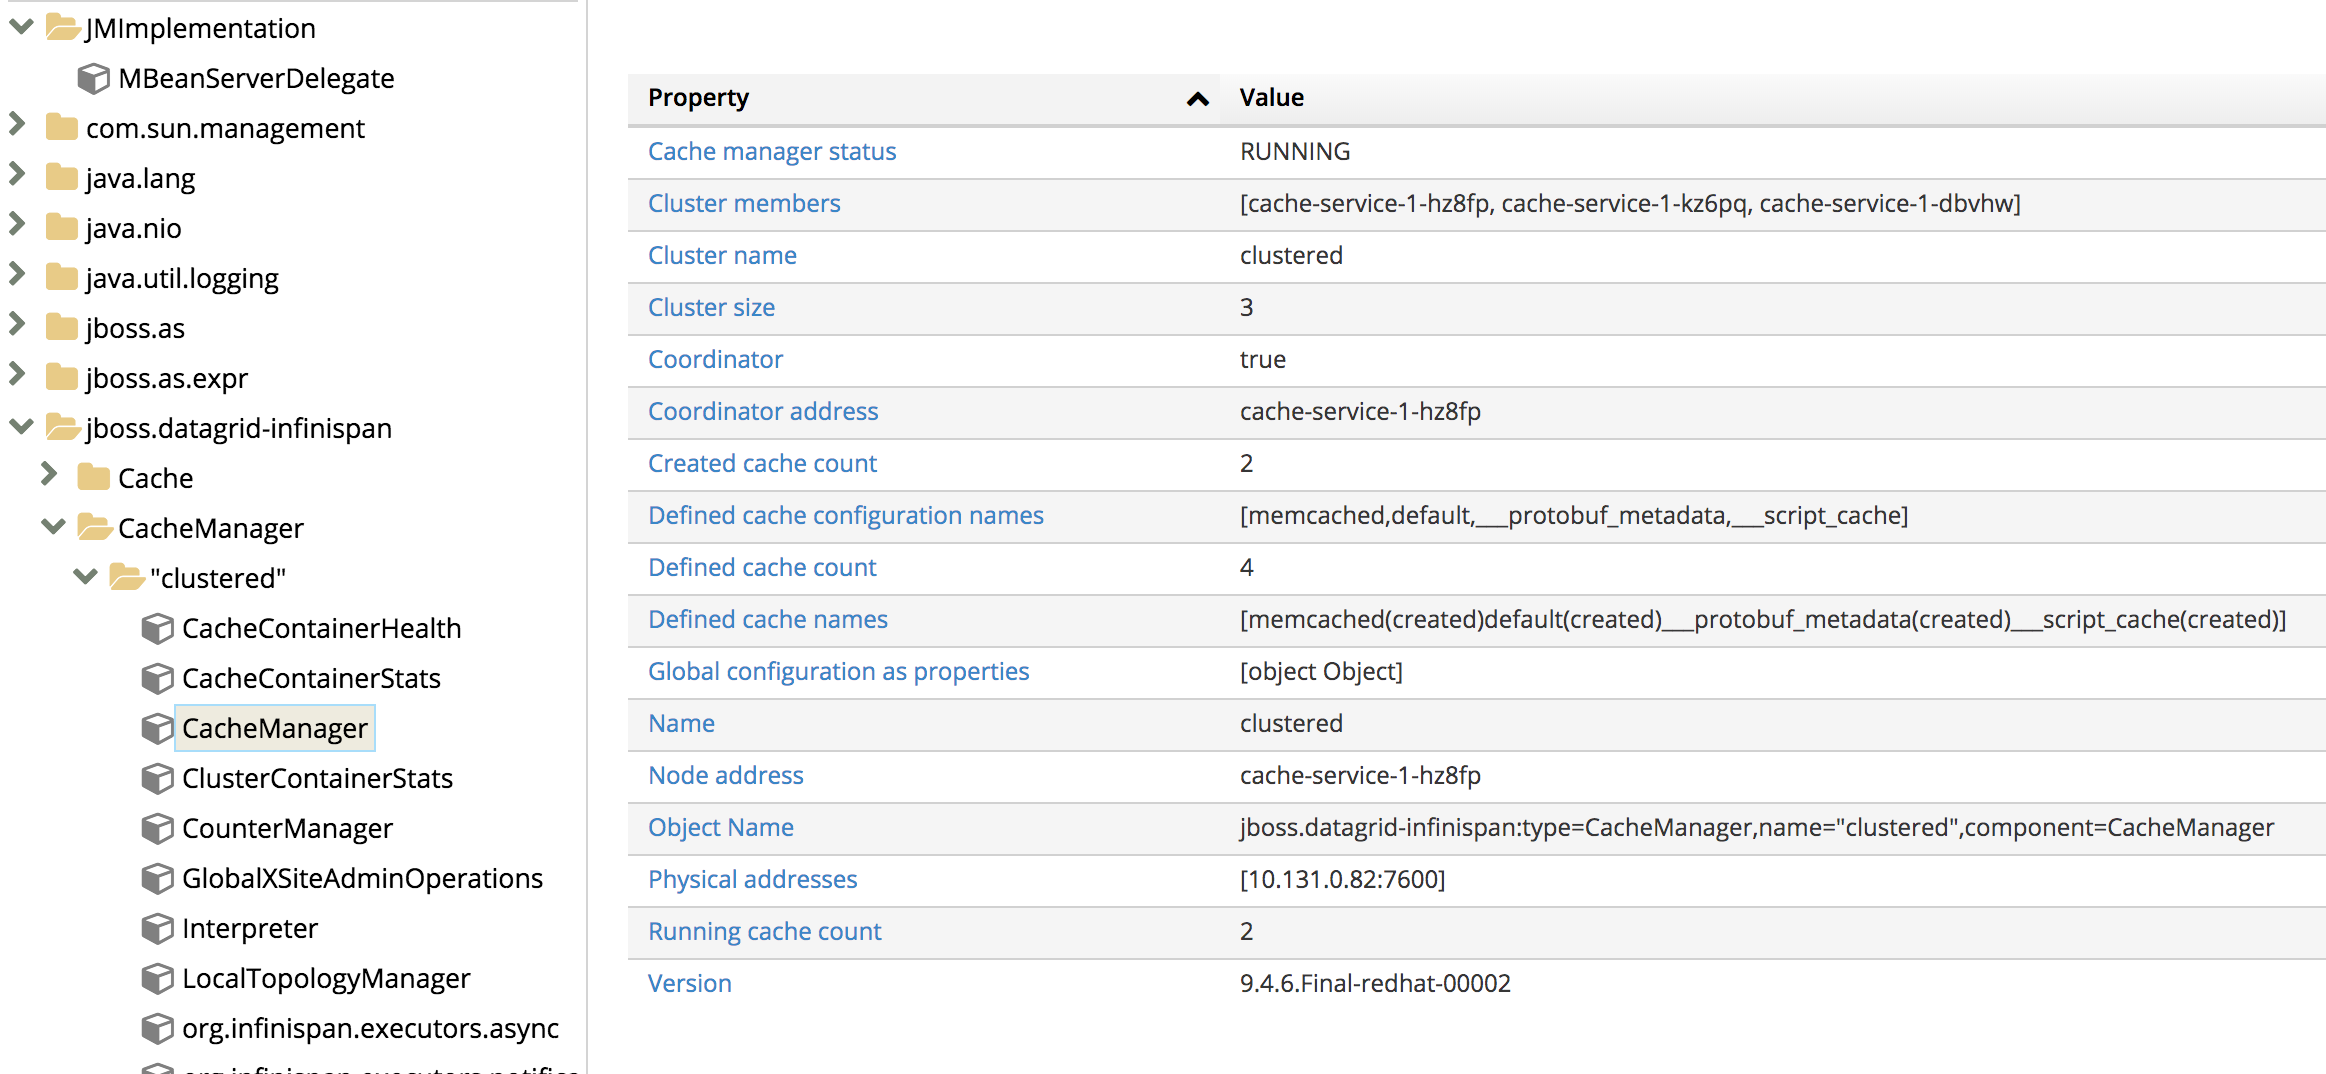 JMImplementation
MBeanServerDelegate
com.sun.management
java.lang
java.nio
java.util.logging
jboss.as
jboss.as.expr
jboss.datagrid-infinispan
Cache
CacheManager
"clustered"
CacheContainerHealth
CacheContainerStats
CacheManager
ClusterContainerStats
CounterManager
GlobalXSiteAdminOperations
Interpreter
LocalTopologyManager
org.infinispan.executors.async
Property Value
Cache manager status RUNNING
Cluster members [cache-service-1-hz8fp, cache-service-1-kz6pq, cache-service-1-dbvhw]
Cluster name clustered
Cluster size 3
Coordinator true
Coordinator address cache-service-1-hz8fp
Created cache count 2
Defined cache configuration names [memcached,default,___protobuf_metadata,___script_cache]
Defined cache count 4
Defined cache names [memcached(created)default(created)___protobuf_metadata(created)___script_cache(created)]
Global configuration as properties [object Object]
Name clustered
Node address cache-service-1-hz8fp
Object Name jboss.datagrid-infinispan:type=CacheManager,name="clustered",component=CacheManager
Physical addresses [10.131.0.82:7600]
Running cache count 2
Version 9.4.6.Final-redhat-00002